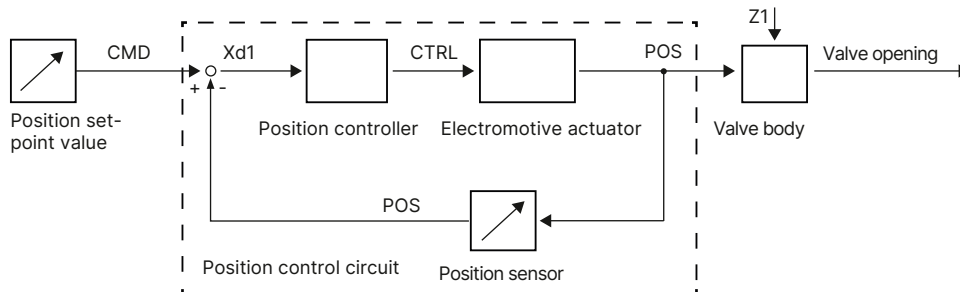 Z1
CMD
Xd1
CTRL
POS
Valve opening
+ -
Position set-
point value
Position controller
Electromotive actuator
Valve body
POS
Position control circuit
Position sensor